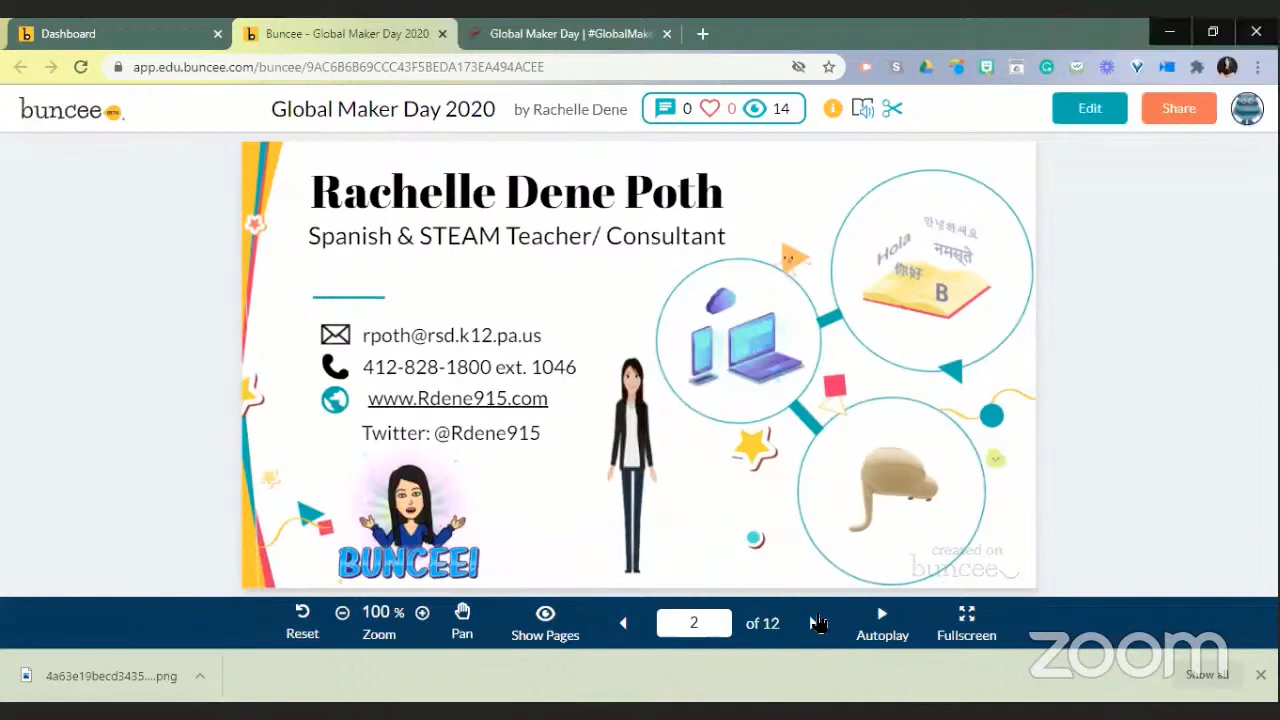 Dashboard
Buncee - Global Maker Day 2020
Global Maker Day | #GlobalMake
app.edu.buncee.com/buncee/9AC6B6B69CCC43F5BEDA173EA494ACEE
buncee
BETA
Global Maker Day 2020
by Rachelle Dene
0
0
14
Edit
Share
Rachelle Dene Poth
Spanish & STEAM Teacher/ Consultant
rpoth@rsd.k12.pa.us
412-828-1800 ext. 1046
www.Rdene915.com
Twitter: @Rdene915
BUNCEE!
안녕하세요
Hola
नमस्ते
你好
B
created on
buncee
Reset
100 %
Zoom
Pan
Show Pages
2
of 12
Autoplay
Fullscreen
zoom
4a63e19becd3435....png
Show all